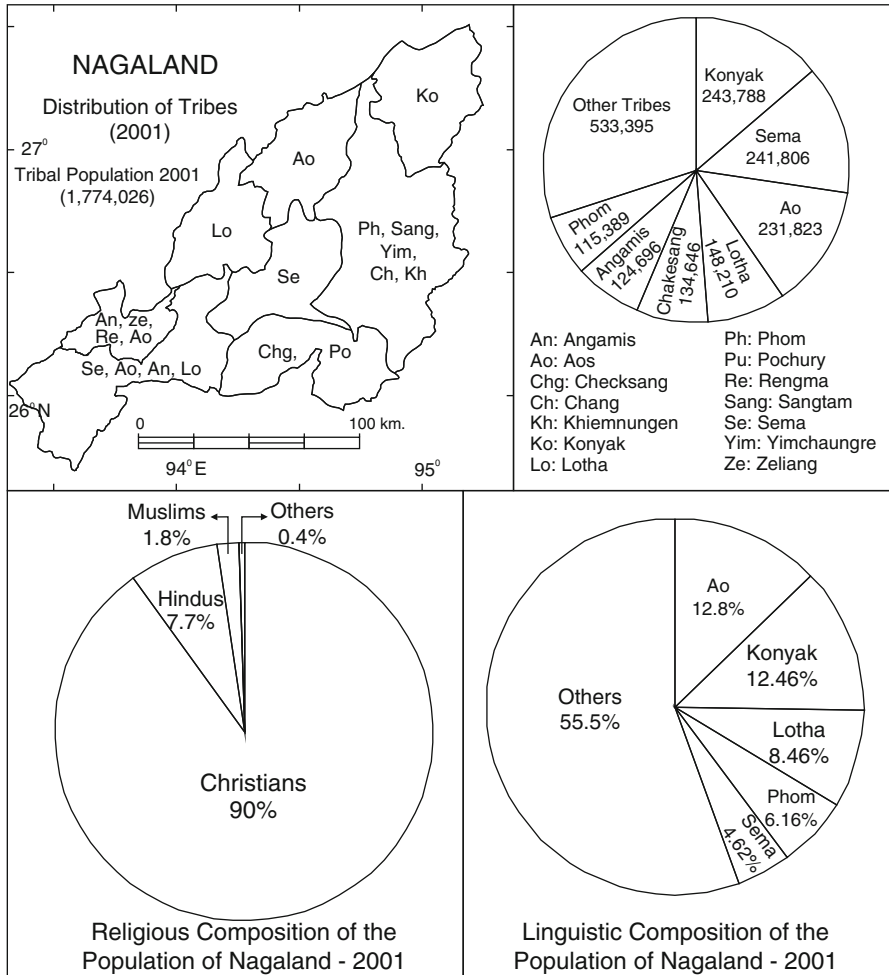 NAGALAND
Distribution of Tribes
(2001)
Tribal Population 2001
(1,774,026)
27⁰
26⁰N
Ko
Ao
Lo
Ph, Sang,
Yim,
Ch, Kh
Se
An, ze,
Re, Ao
Se, Ao, An, Lo
Chg,
Po
0
100 km.
94⁰E
95⁰
Konyak
243,788
Sema
241,806
Ao
231,823
Lotha
148,210
Chakesang
134,646
Angamis
124,696
Phom
115,389
Other Tribes
533,395
An: Angamis
Ao: Aos
Chg: Checksang
Ch: Chang
Kh: Khiemnungen
Ko: Konyak
Lo: Lotha
Ph: Phom
Pu: Pochury
Re: Rengma
Sang: Sangtam
Se: Sema
Yim: Yimchaungre
Ze: Zeliang
Muslims
1.8%
Others
0.4%
Hindus
7.7%
Christians
90%
Religious Composition of the
Population of Nagaland - 2001
Ao
12.8%
Konyak
12.46%
Lotha
8.46%
Phom
6.16%
Sema
4.62%
Others
55.5%
Linguistic Composition of the
Population of Nagaland - 2001